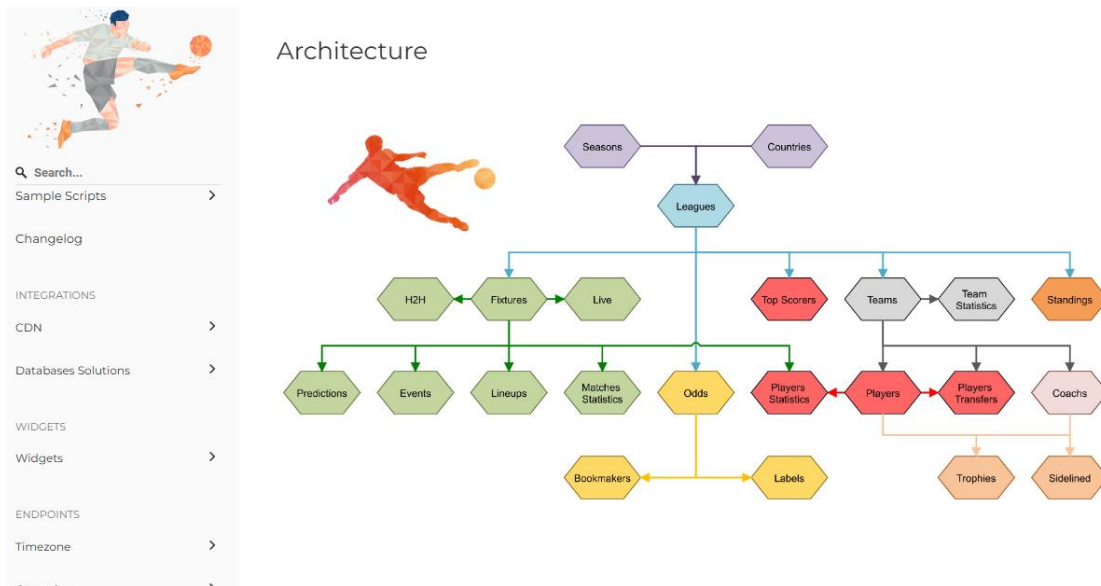 Search...
Sample Scripts
Changelog
INTEGRATIONS
CDN
Databases Solutions
WIDGETS
Widgets
ENDPOINTS
Timezone
Architecture
Seasons
Countries
Leagues
H2H
Fixtures
Live
Top Scorers
Teams
Team
Statistics
Standings
Predictions
Events
Lineups
Matches
Statistics
Odds
Players
Statistics
Players
Players
Transfers
Coachs
Bookmakers
Labels
Trophies
Sidelined